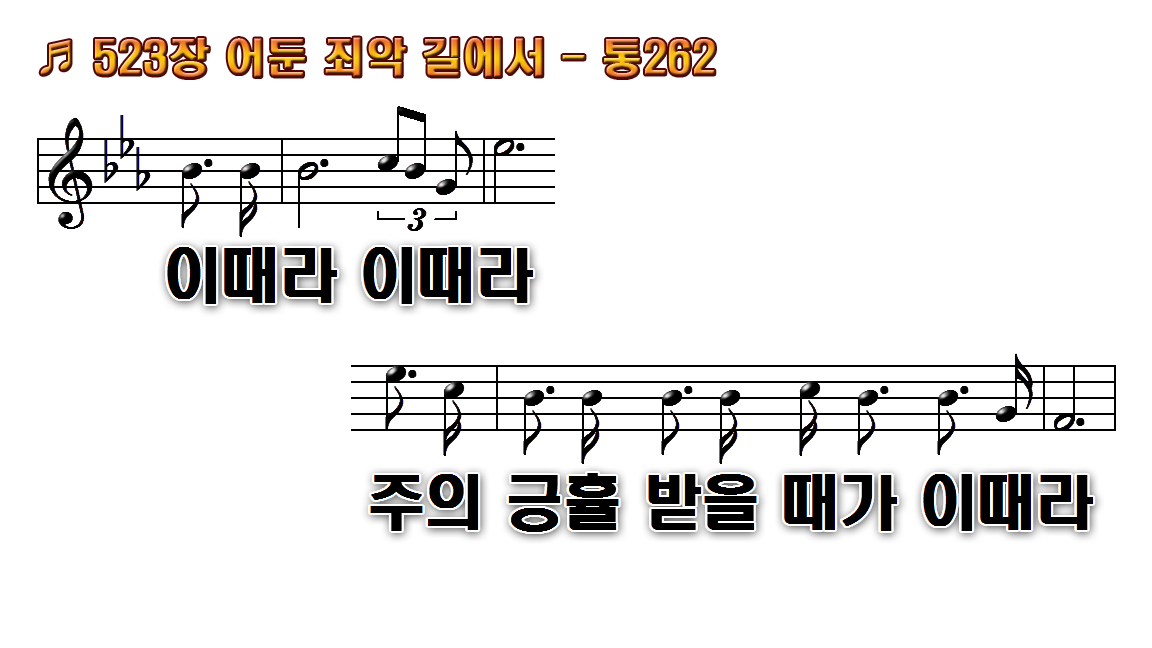 ♬ 523장 어둔 죄악 길에서 - 통262
3
이때라 이때라
주의 긍휼 받을 때가 이때라